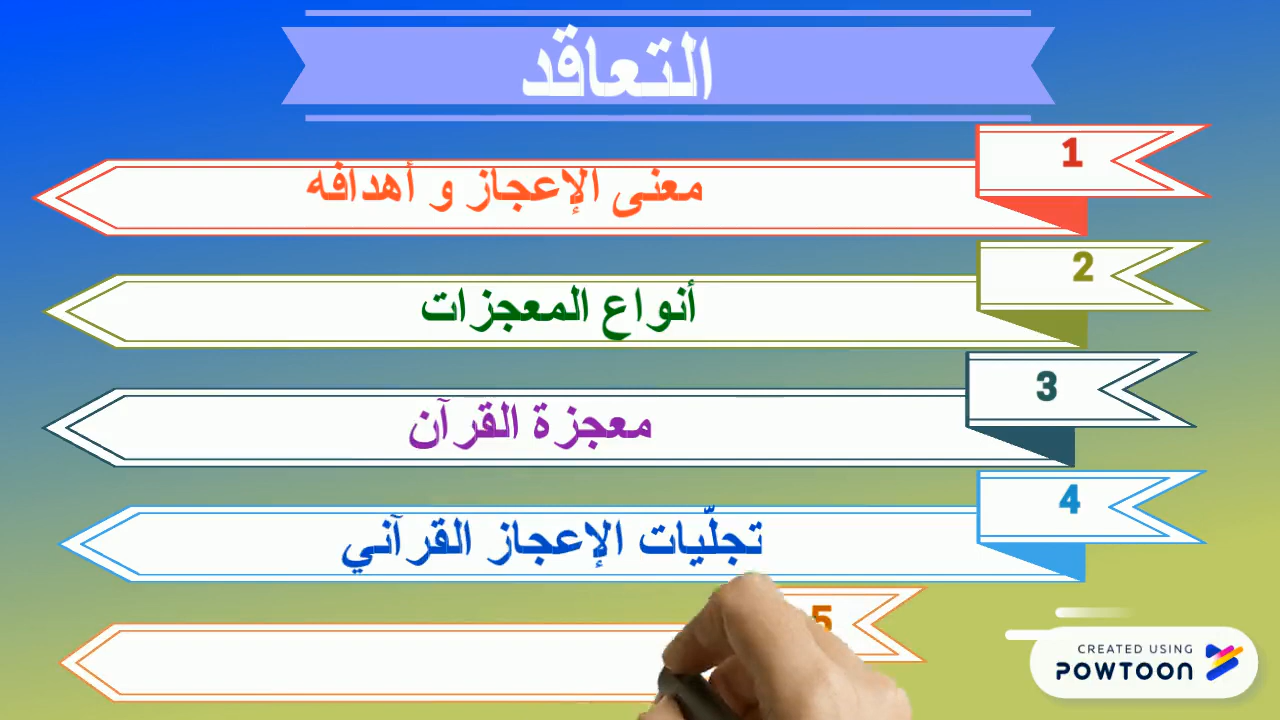 التعاقد
1
معنى الإعجاز و أهدافه
2
أنواع المعجزات
3
معجزة القرآن
4
تجلّيات الإعجاز القرآني
5
CREATED USING
POWTOON